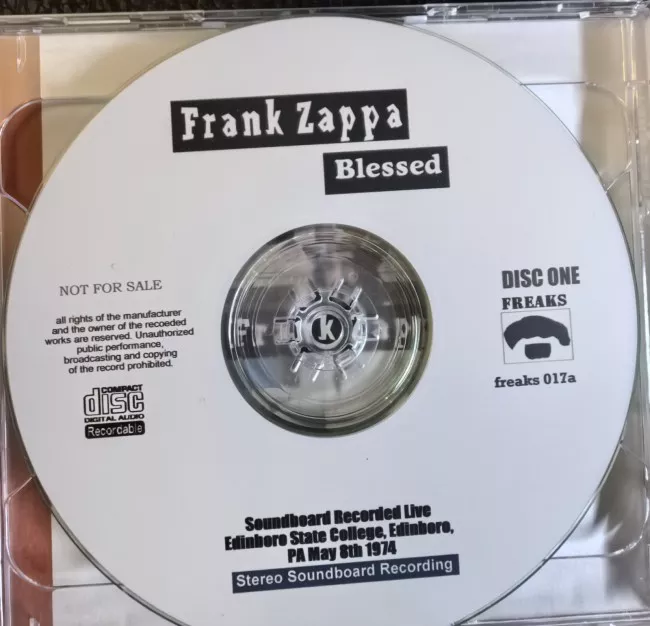 Frank Zappa
Blessed
NOT FOR SALE
all rights of the manufacturer
and the owner of the recoeded
works are reserved. Unauthorized
public performance,
broadcasting and copying
of the record prohibited.
COMPACT
disc
DIGITAL AUDIO
Recordable
k
DISC ONE
FREAKS
freaks 017a
Soundboard Recorded Live
Edinboro State College, Edinboro,
PA May 8th 1974
Stereo Soundboard Recording